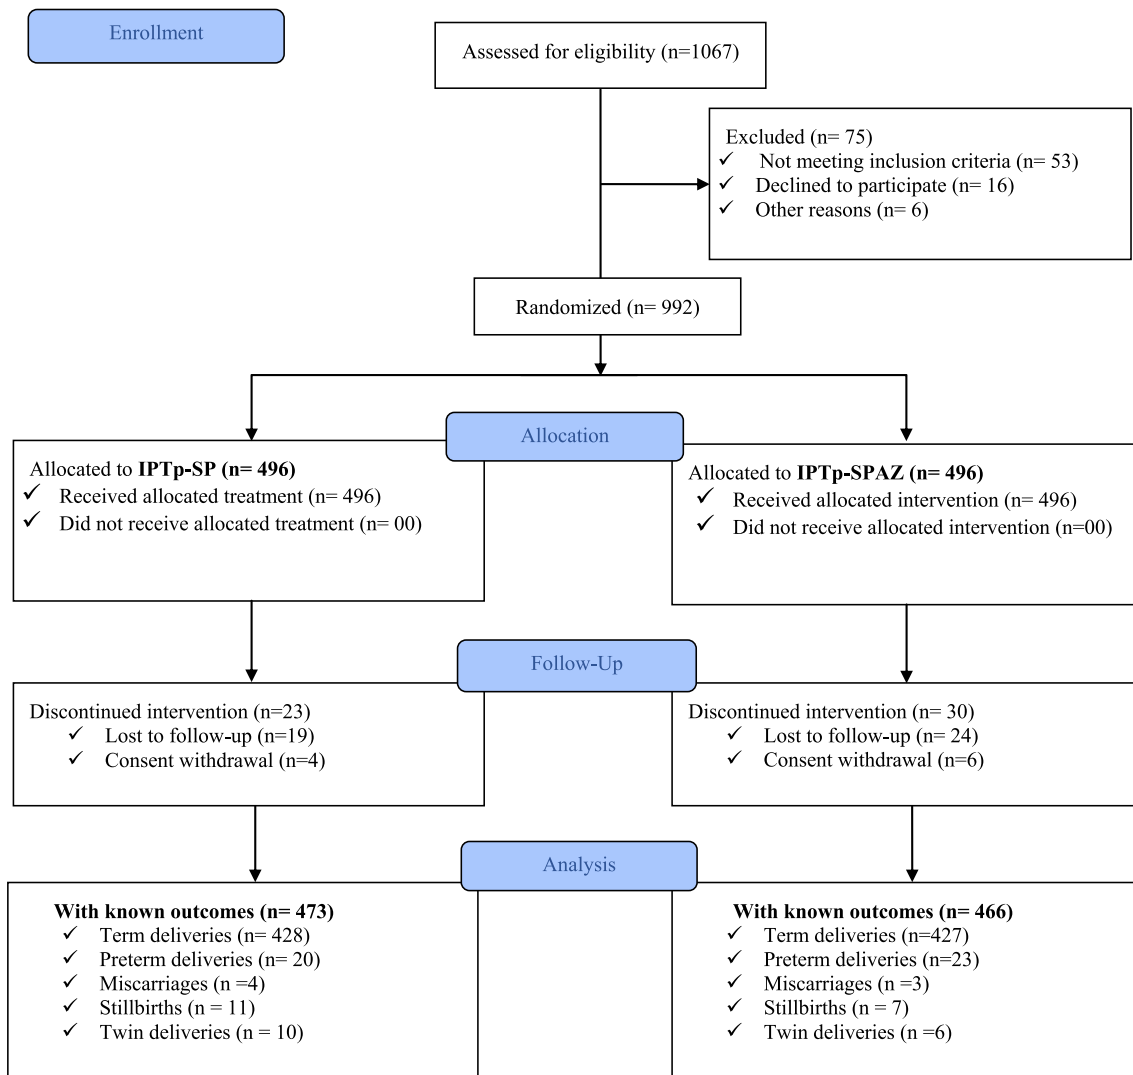 Enrollment
Assessed for eligibility (n=1067)
Excluded (n= 75)
✓ Not meeting inclusion criteria (n= 53)
✓ Declined to participate (n= 16)
✓ Other reasons (n= 6)
Randomized (n= 992)
Allocation
Allocated to IPTp-SP (n= 496)
✓ Received allocated treatment (n= 496)
✓ Did not receive allocated treatment (n= 00)
Allocated to IPTp-SPAZ (n= 496)
✓ Received allocated intervention (n= 496)
✓ Did not receive allocated intervention (n=00)
Follow-Up
Discontinued intervention (n=23)
✓ Lost to follow-up (n=19)
✓ Consent withdrawal (n=4)
Discontinued intervention (n= 30)
✓ Lost to follow-up (n= 24)
✓ Consent withdrawal (n=6)
Analysis
With known outcomes (n= 473)
✓ Term deliveries (n= 428)
✓ Preterm deliveries (n= 20)
✓ Miscarriages (n =4)
✓ Stillbirths (n = 11)
✓ Twin deliveries (n = 10)
With known outcomes (n= 466)
✓ Term deliveries (n=427)
✓ Preterm deliveries (n=23)
✓ Miscarriages (n =3)
✓ Stillbirths (n = 7)
✓ Twin deliveries (n =6)